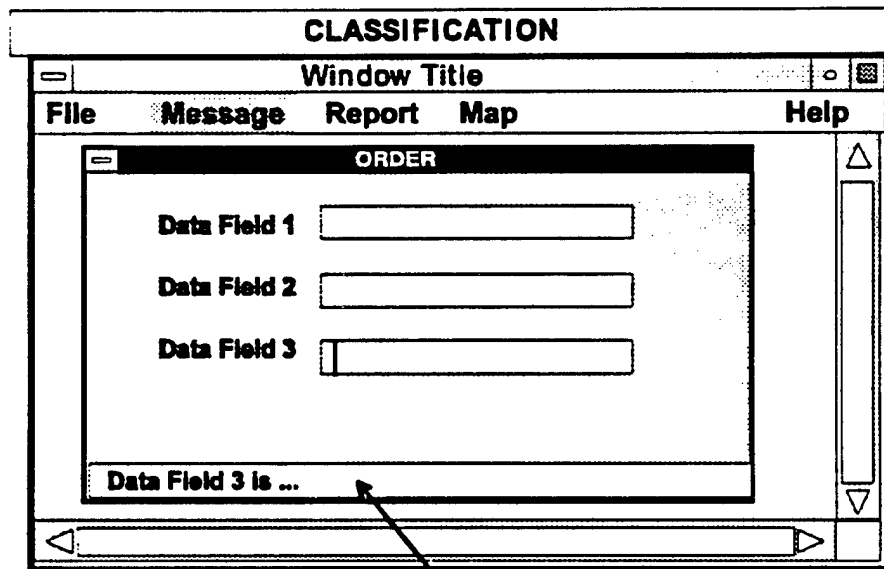 CLASSIFICATION
Window Title
File Message Report Map Help
ORDER
Data Field 1
Data Field 2
Data Field 3
Data Field 3 is ...